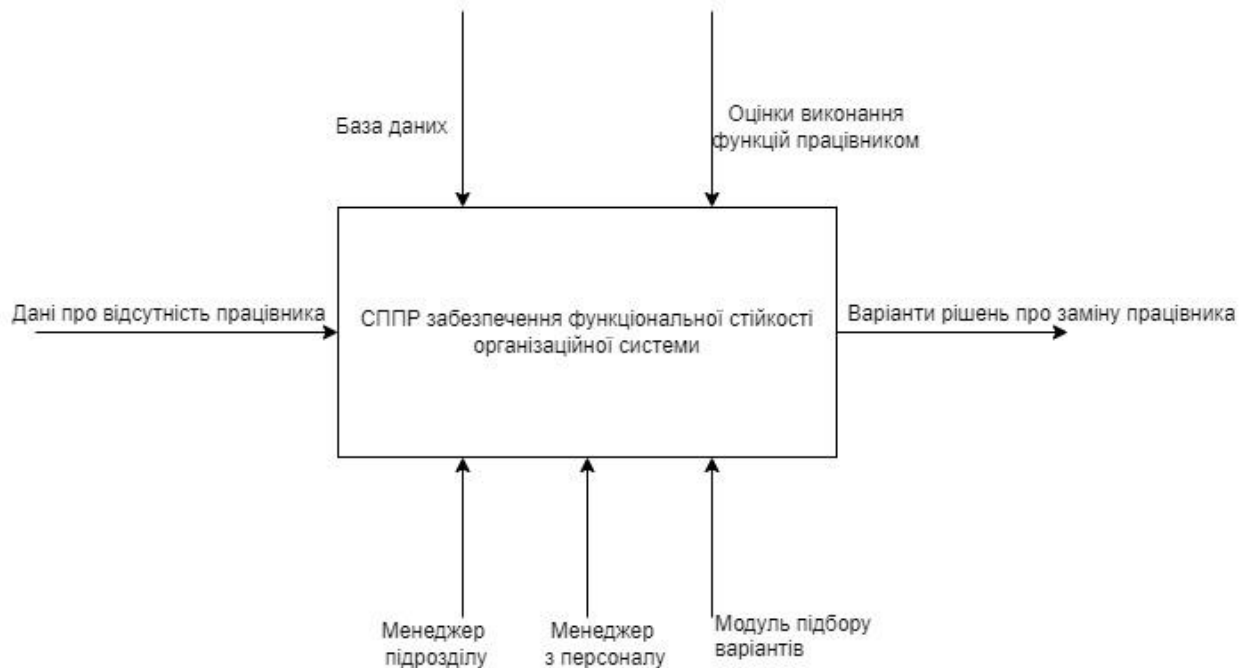 База даних
Оцінки виконання
функцій працівником
Дані про відсутність працівника
СППР забезпечення функціональної стійкості
організаційної системи
Варіанти рішень про заміну працівника
Менеджер
підрозділу
Менеджер
з персоналу
Модуль підбору
варіантів